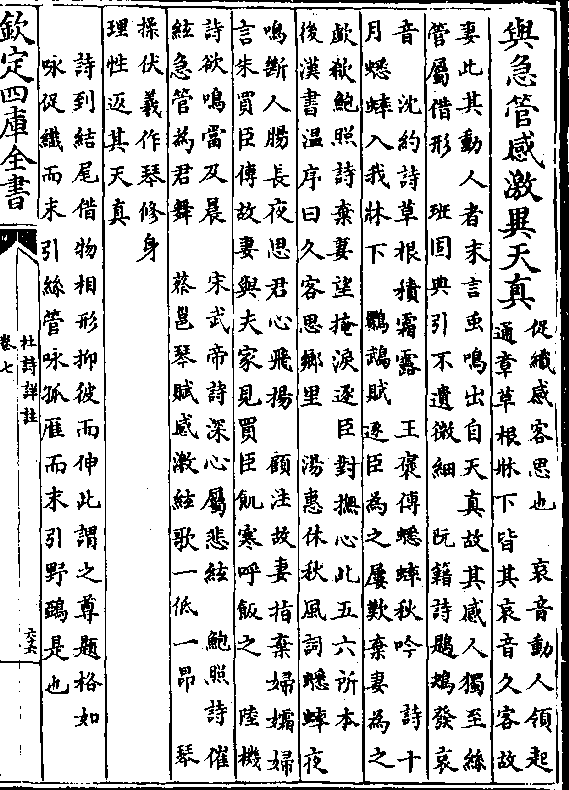 與急管感激異天真
促織感客思也 哀音動人領起
通章草根牀下皆其哀音久客故
妻此其動人者末言虫鳴出自天真故其感人獨至絲
管屬借形 班固典引不遺微細 阮籍詩鶗鴂發哀
音 沈約詩草根積霜露 王褒傳蟋蟀秋吟 詩十
月蟋蟀入我牀下 鸚鵡賦逐臣為之屢歎棄妻為之
歔欷鮑照詩棄妻望掩淚逐臣對撫心此五六所本
後漢書溫序曰久客思鄉里 湯惠休秋風詞蟋蟀夜
鳴斷人腸長夜思君心飛揚 顧注故妻指棄婦孀婦
言朱買臣傳故妻與夫家見買臣飢寒呼飯之 陸機
詩欲鳴當及晨 宋武帝詩深心屬悲絃 鮑照詩催
絃急管為君舞 蔡邕琴賦感激絃歌一低一昂 琴
操伏羲作琴修身
理性返其天真
詩到結尾借物相形抑彼而伸此謂之尊題格如
咏促織而末引絲管咏孤雁而末引野鵶是也
欽定四庫全書
杜詩詳註
卷七